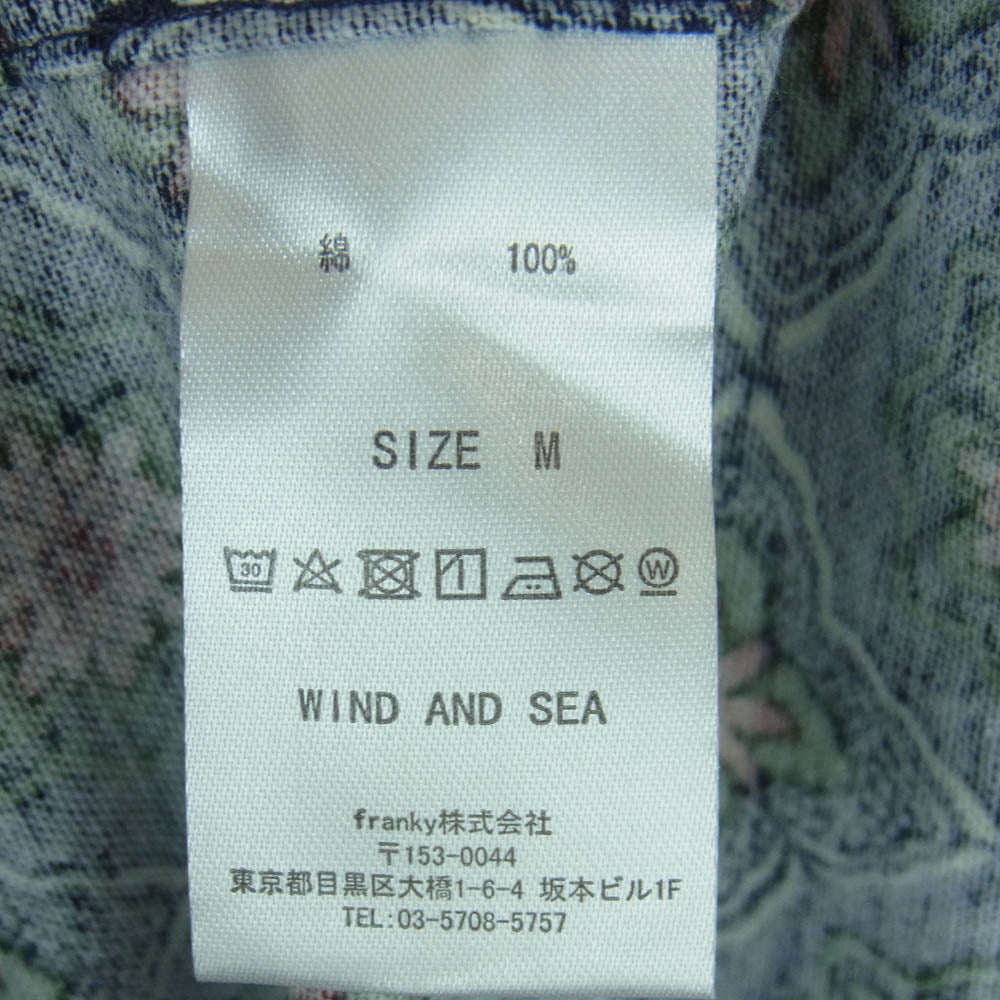 綿 100%
SIZE M
30 W
WIND AND SEA
franky株式会社
〒153-0044
東京都目黒区大橋1-6-4 坂本ビル1F
TEL:03-5708-5757